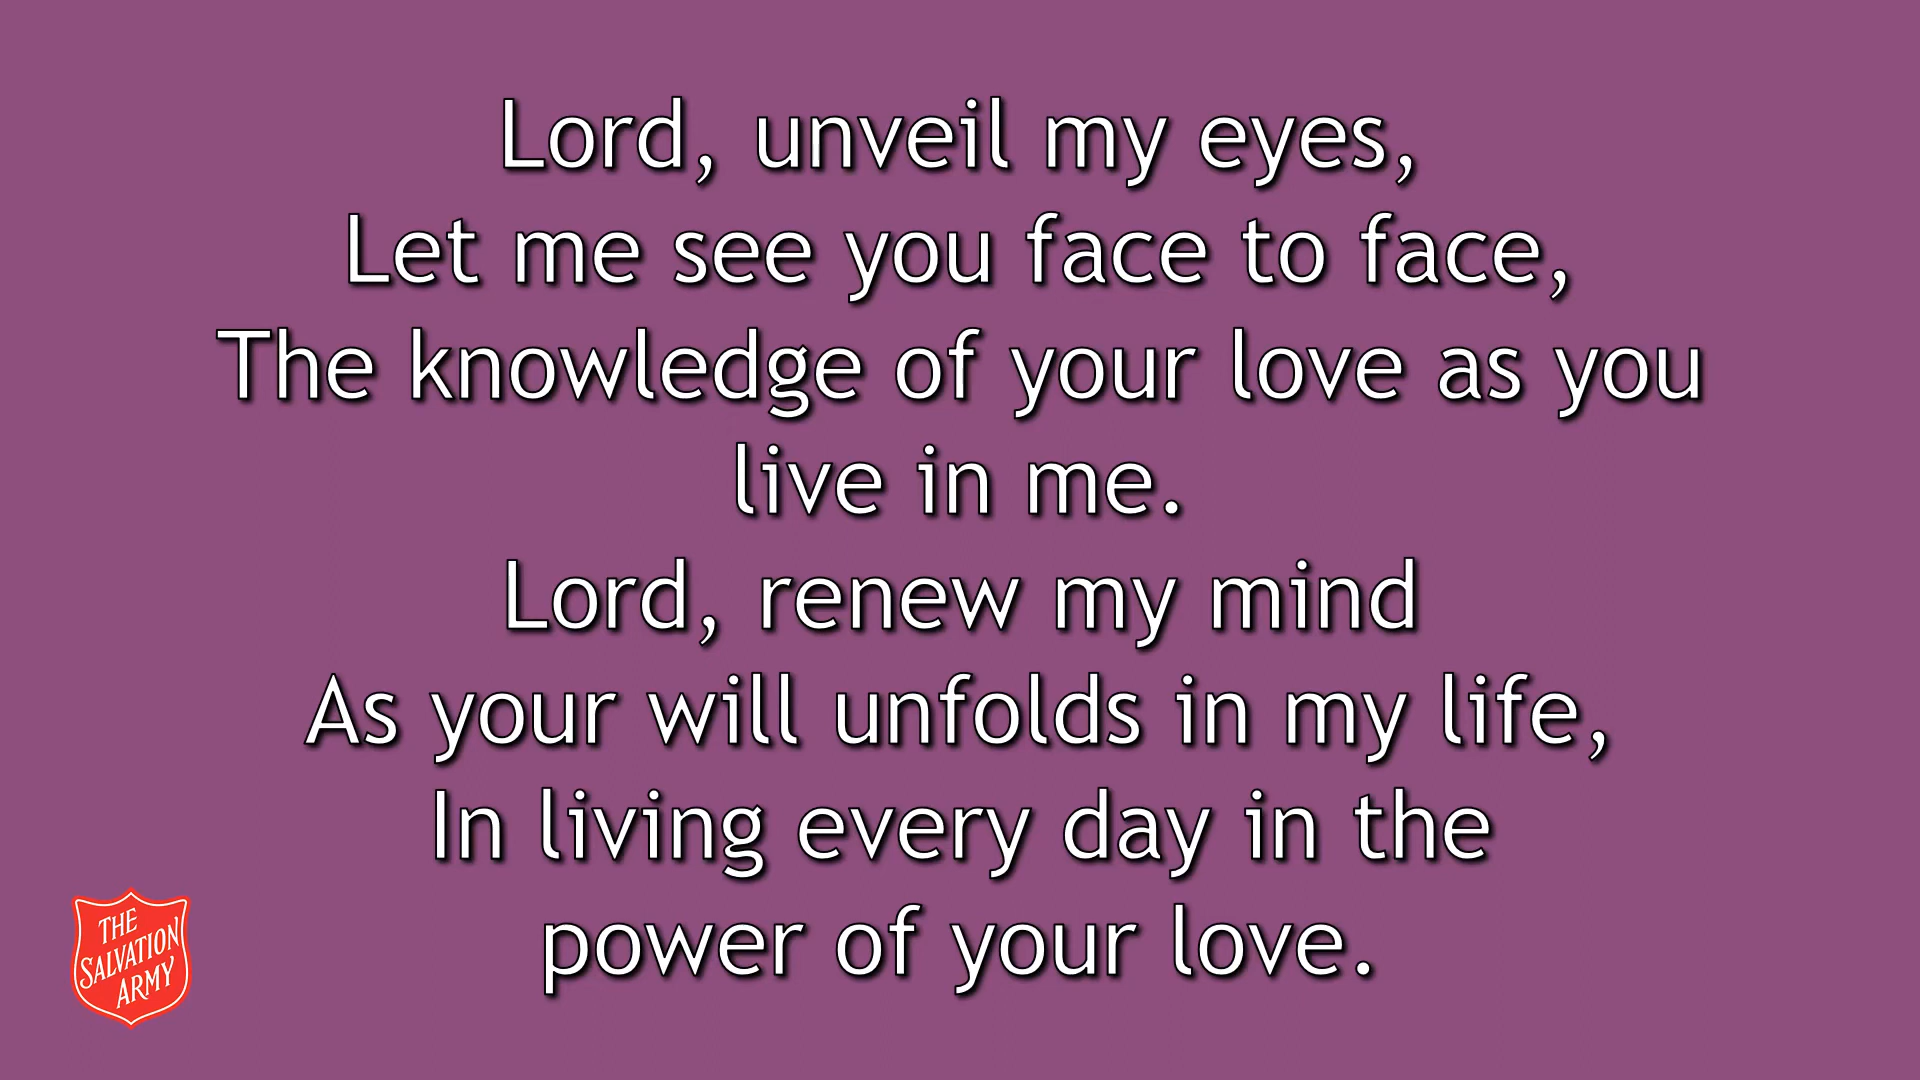 Lord, unveil my eyes,
Let me see you face to face,
The knowledge of your love as you
live in me.
Lord, renew my mind
As your will unfolds in my life,
In living every day in the
power of your love.
THE
SALVATION
ARMY